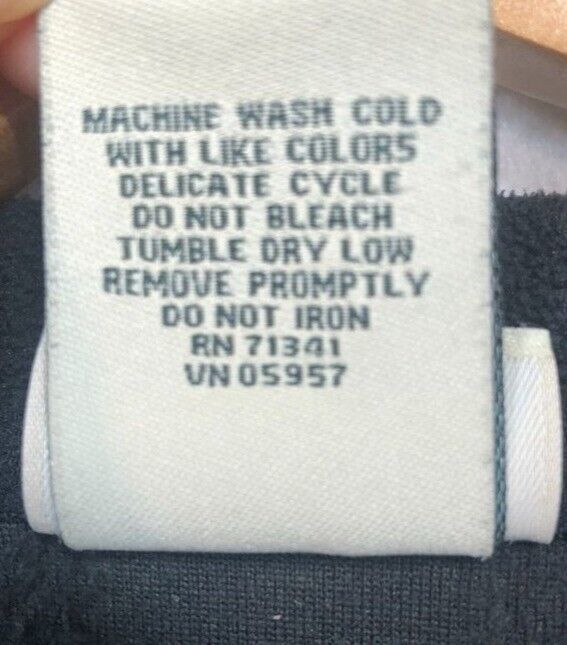 MACHINE WASH COLD
WITH LIKE COLORS
DELICATE CYCLE
DO NOT BLEACH
TUMBLE DRY LOW
REMOVE PROMPTLY
DO NOT IRON
RN 71341
VN 05957